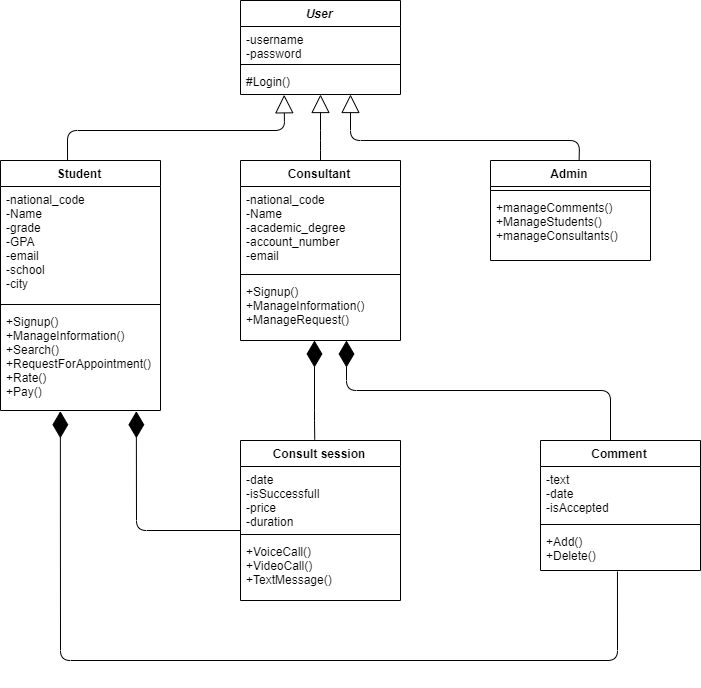 User
-username
-password
#Login()
Student
-national_code
-Name
-grade
-GPA
-email
-school
-city
+Signup()
+ManageInformation()
+Search()
+RequestForAppointment()
+Rate()
+Pay()
Consultant
-national_code
-Name
-academic_degree
-account_number
-email
+Signup()
+ManageInformation()
+ManageRequest()
Admin
+manageComments()
+ManageStudents()
+manageConsultants()
Consult session
-date
-isSuccessfull
-price
-duration
+VoiceCall()
+VideoCall()
+TextMessage()
Comment
-text
-date
-isAccepted
+Add()
+Delete()